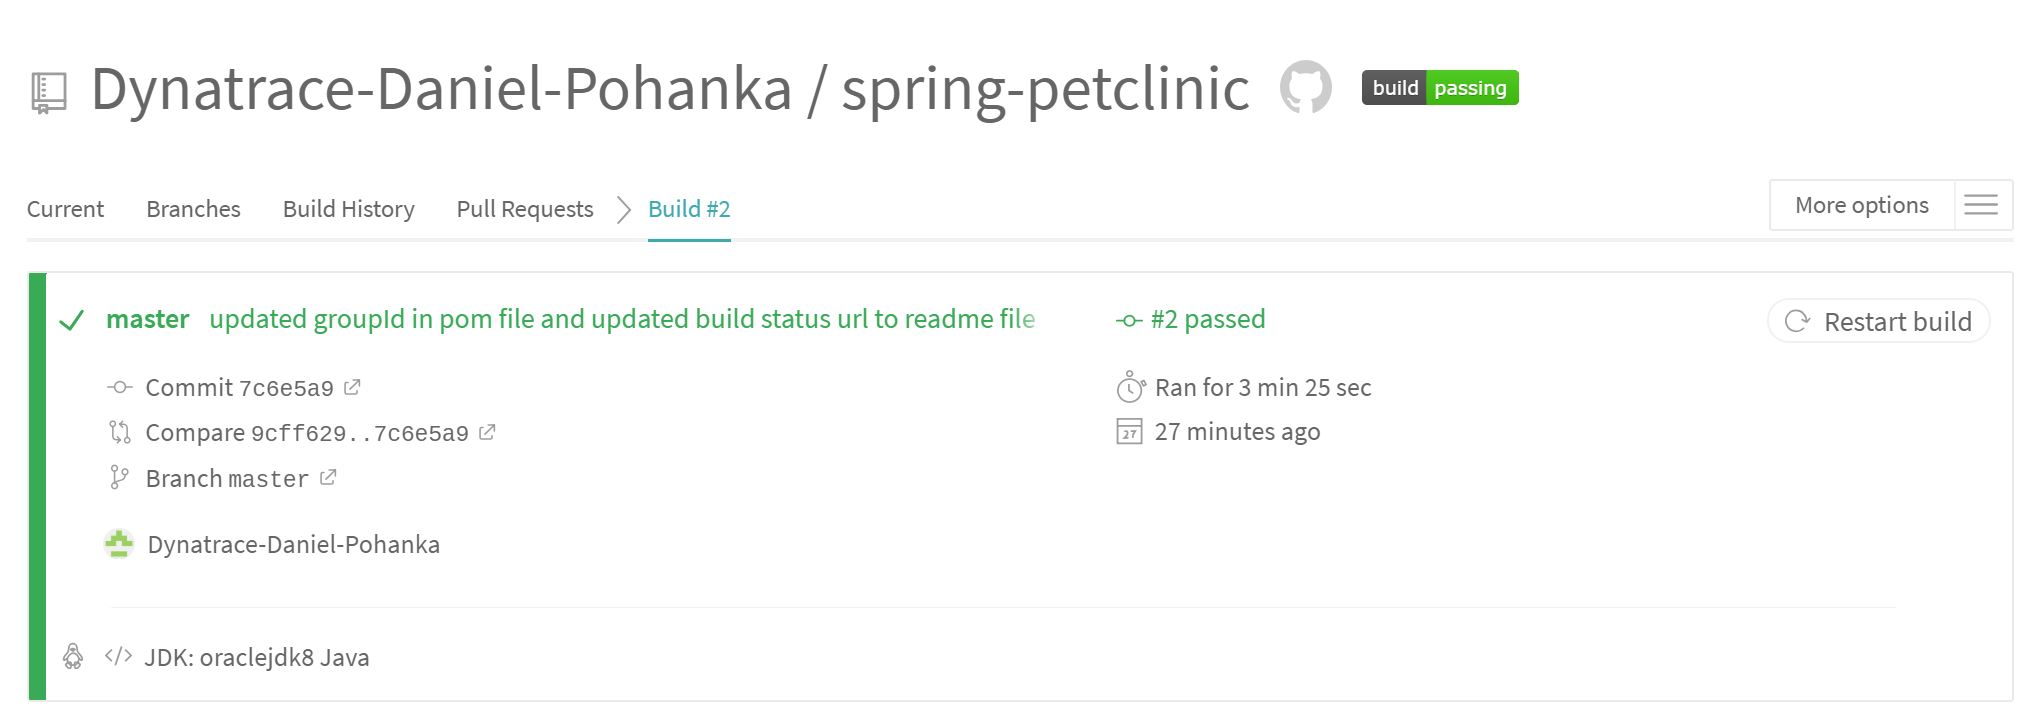 Dynatrace-Daniel-Pohanka / spring-petclinic build passing
Current Branches Build History Pull Requests Build #2 More options
master updated groupId in pom file and updated build status url to readme file #2 passed Restart build
Commit 7c6e5a9 Ran for 3 min 25 sec
Compare 9cff629..7c6e5a9 27 27 minutes ago
Branch master
Dynatrace-Daniel-Pohanka
</> JDK: oraclejdk8 Java